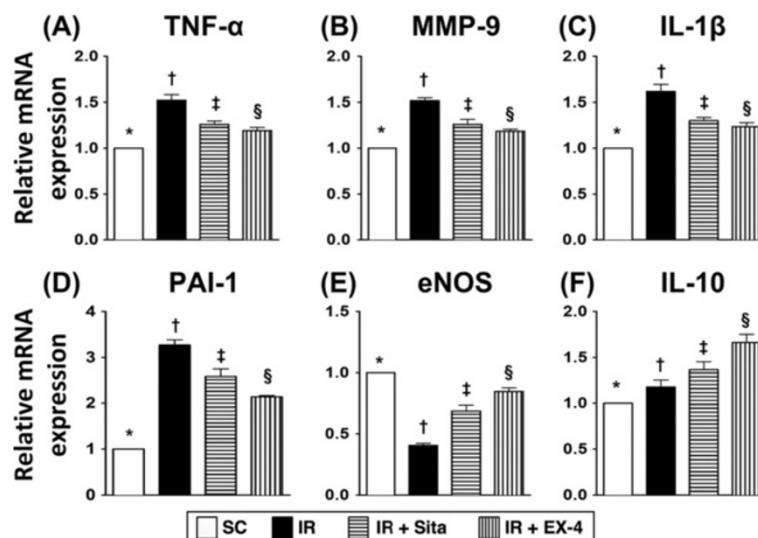 (A) TNF-α (B) MMP-9 (C) IL-1β
Relative mRNA expression
2.0
1.5
1.0
0.5
0.0
* † ‡ §
2.0
1.5
1.0
0.5
0.0
* † ‡ §
2.0
1.5
1.0
0.5
0.0
* † ‡ §
(D) PAI-1 (E) eNOS (F) IL-10
Relative mRNA expression
4
3
2
1
0
* † ‡ §
1.5
1.0
0.5
0.0
* † ‡ §
2.0
1.5
1.0
0.5
0.0
* † ‡ §
SC IR IR + Sita IR + EX-4